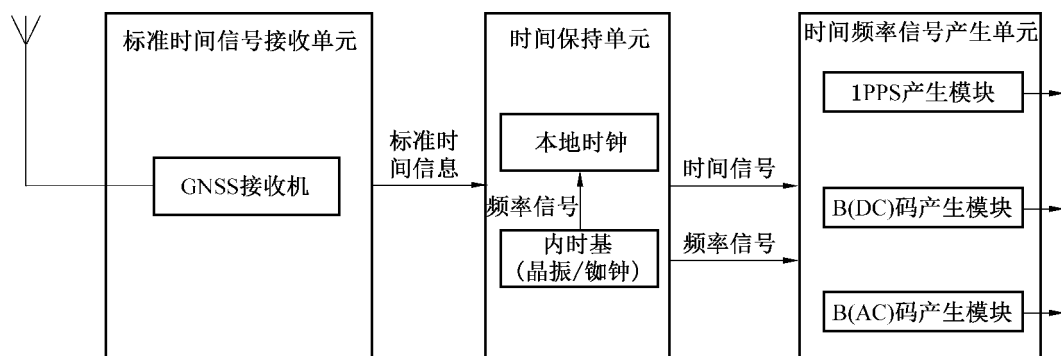 标准时间信号接收单元
GNSS接收机
标准时
间信息
时间保持单元
本地时钟
频率信号
内时基
(晶振/铷钟)
时间信号
频率信号
时间频率信号产生单元
1PPS产生模块
B(DC)码产生模块
B(AC)码产生模块